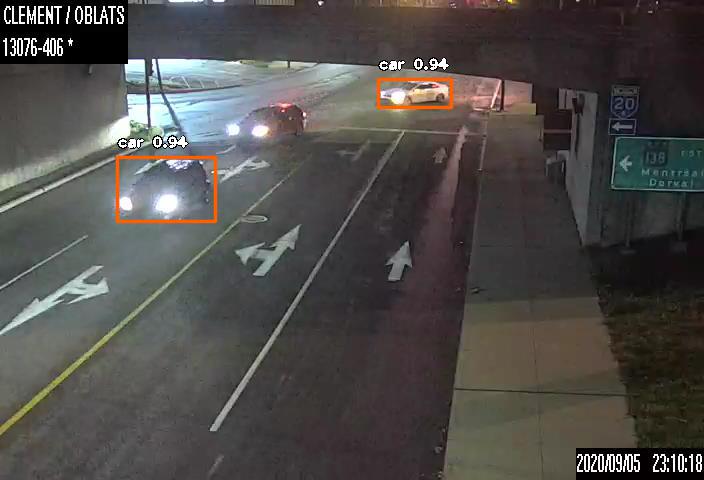 CLEMENT / OBLATS
13076-406 *
car 0.94
car 0.94
20
138 EST
Montréal
Dorval
2020/09/05 23:10:18